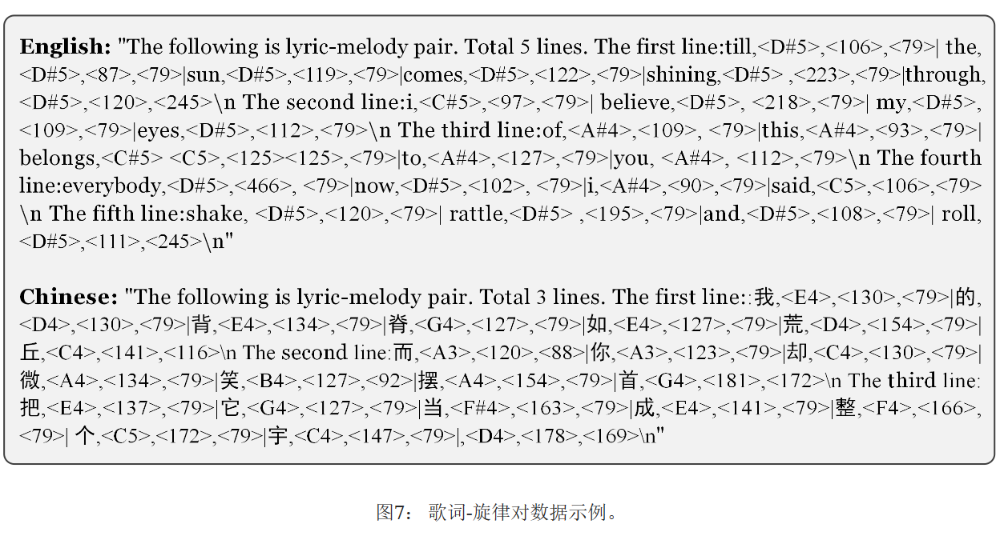 English: "The following is lyric-melody pair. Total 5 lines. The first line:till,<D#5>,<106>,<79>| the,
<D#5>,<87>,<79>|sun,<D#5>,<119>,<79>|comes,<D#5>,<122>,<79>|shining,<D#5> ,<223>,<79>|through,
<D#5>,<120>,<245>\n The second line:i,<C#5>,<97>,<79>| believe,<D#5>, <218>,<79>| my,<D#5>,
<109>,<79>|eyes,<D#5>,<112>,<79>\n The third line:of,<A#4>,<109>, <79>|this,<A#4>,<93>,<79>|
belongs,<C#5> <C5>,<125><125>,<79>|to,<A#4>,<127>,<79>|you, <A#4>, <112>,<79>\n The fourth
line:everybody,<D#5>,<466>, <79>|now,<D#5>,<102>, <79>|i,<A#4>,<90>,<79>|said,<C5>,<106>,<79>
\n The fifth line:shake, <D#5>,<120>,<79>| rattle,<D#5> ,<195>,<79>|and,<D#5>,<108>,<79>| roll,
<D#5>,<111>,<245>\n"
Chinese: "The following is lyric-melody pair. Total 3 lines. The first line::我,<E4>,<130>,<79>|的,
<D4>,<130>,<79>|背,<E4>,<134>,<79>|脊,<G4>,<127>,<79>|如,<E4>,<127>,<79>|荒,<D4>,<154>,<79>|
丘,<C4>,<141>,<116>\n The second line:而,<A3>,<120>,<88>|你,<A3>,<123>,<79>|却,<C4>,<130>,<79>|
微,<A4>,<134>,<79>|笑,<B4>,<127>,<92>|摆,<A4>,<154>,<79>|首,<G4>,<181>,<172>\n The third line:
把,<E4>,<137>,<79>|它,<G4>,<127>,<79>|当,<F#4>,<163>,<79>|成,<E4>,<141>,<79>|整,<F4>,<166>,
<79>| 个,<C5>,<172>,<79>|宇,<C4>,<147>,<79>|,<D4>,<178>,<169>\n"
图7： 歌词-旋律对数据示例。